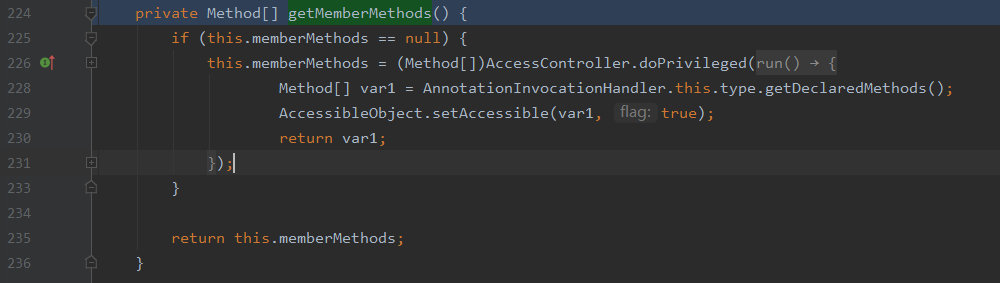 224 private Method[] getMemberMethods() {
225 if (this.memberMethods == null) {
226 this.memberMethods = (Method[])AccessController.doPrivileged(run() → {
228 Method[] var1 = AnnotationInvocationHandler.this.type.getDeclaredMethods();
229 AccessibleObject.setAccessible(var1, flag: true);
230 return var1;
231 });
233 }
234
235 return this.memberMethods;
236 }